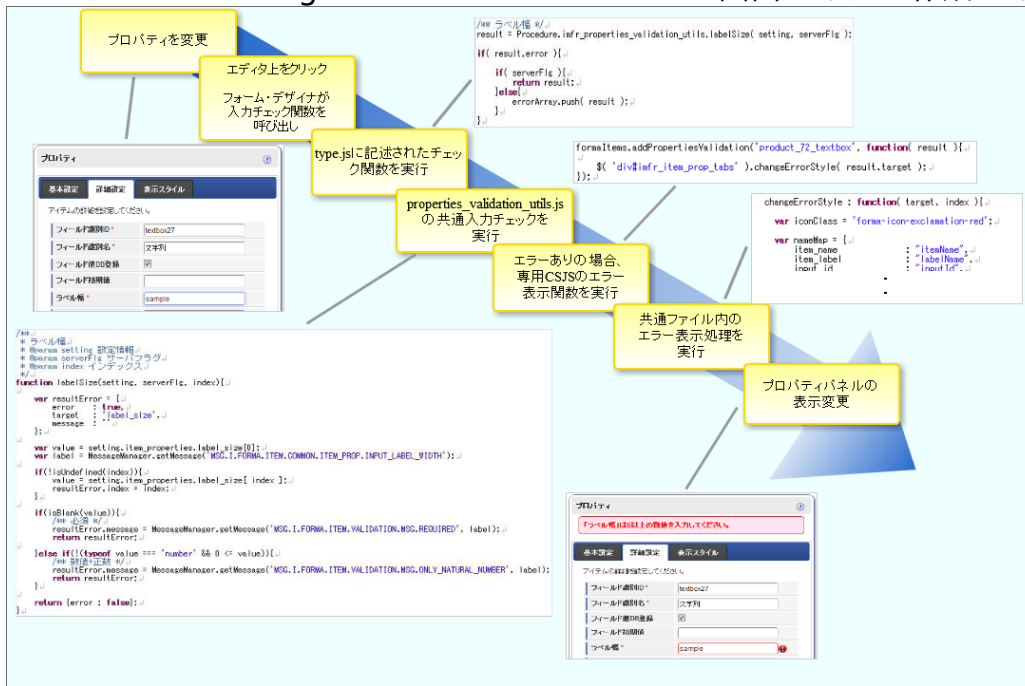 プロパティを変更
エディタ上をクリック
フォーム・デザイナが
入力チェック関数を
呼び出し
type.jsに記述されたチェッ
ク関数を実行
properties_validation_utils.js
の共通入力チェックを
実行
エラーありの場合、
専用CSJSのエラー
表示関数を実行
共通ファイル内の
エラー表示処理を
実行
プロパティパネルの
表示変更
/** ラベル幅 */
result = Procedure.imfr_properties_validation_utils.labelSize( setting, serverFlg );
if( result.error ){
if( serverFlg ){
return result;
}else{
errorArray.push( result );
}
}
formaItems.addPropertiesValidation('product_72_textbox', function( result ){
$( 'div#imfr_item_prop_tabs' ).changeErrorStyle( result.target );
});
changeErrorStyle : function( target, index ){
var iconClass = 'forma-icon-exclamation-red';
var nameMap = {
item_name : "itemName",
item_label : "labelName",
input_id : "inputId",
プロパティ
基本設定 詳細設定 表示スタイル
アイテムの詳細を設定してください。
フィールド識別ID * textbox27
フィールド識別名 * 文字列
フィールド値DB登録
フィールド初期値
ラベル幅 * sample
/**
* ラベル幅
* @param setting 設定情報
* @param serverFlg サーバフラグ
* @param index インデックス
*/
function labelSize(setting, serverFlg, index){
var resultError = {
error : true,
target : 'label_size',
message : ''
};
var value = setting.item_properties.label_size[0];
var label = MessageManager.getMessage('MSG.I.FORMA.ITEM.COMMON.ITEM_PROP.INPUT_LABEL_WIDTH');
if(!isUndefined(index)){
value = setting.item_properties.label_size[ index ];
resultError.index = index;
}
if(isBlank(value)){
/** 必須 */
resultError.message = MessageManager.getMessage('MSG.I.FORMA.ITEM.VALIDATION.MSG.REQUIRED', label);
return resultError;
}else if(!(typeof value === 'number' && 0 <= value)){
/** 数値+正数 */
resultError.message = MessageManager.getMessage('MSG.I.FORMA.ITEM.VALIDATION.MSG.ONLY_NATURAL_NUMBER', label);
return resultError;
}
return {error : false};
}
プロパティ
「ラベル幅」は0以上の数値を入力してください。
基本設定 詳細設定 表示スタイル
アイテムの詳細を設定してください。
フィールド識別ID * textbox27
フィールド識別名 * 文字列
フィールド値DB登録
フィールド初期値
ラベル幅 * sample